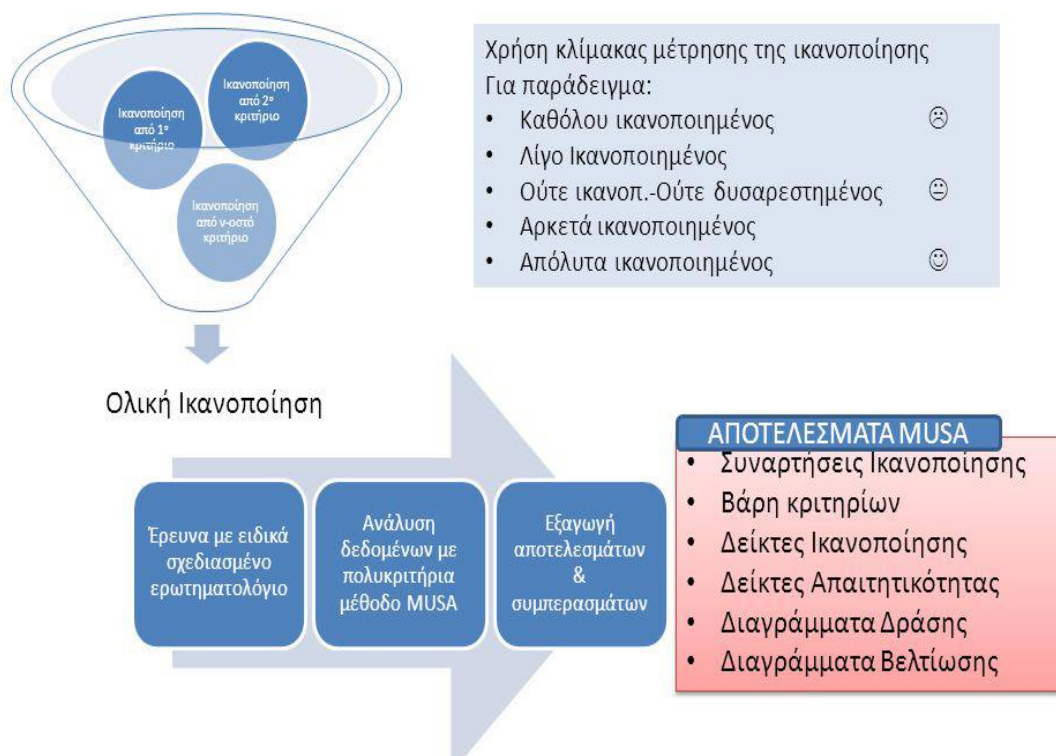 Ικανοποίηση
από 1ο
κριτήριο
Ικανοποίηση
από 2ο
κριτήριο
Ικανοποίηση
από ν-οστό
κριτήριο
Χρήση κλίμακας μέτρησης της ικανοποίησης
Για παράδειγμα:
• Καθόλου ικανοποιημένος ☹
• Λίγο Ικανοποιημένος
• Ούτε ικανοπ.-Ούτε δυσαρεστημένος 😐
• Αρκετά ικανοποιημένος
• Απόλυτα ικανοποιημένος ☺
Ολική Ικανοποίηση
Έρευνα με ειδικά
σχεδιασμένο
ερωτηματολόγιο
Ανάλυση
δεδομένων με
πολυκριτήρια
μέθοδο MUSA
Εξαγωγή
αποτελεσμάτων
&
συμπερασμάτων
ΑΠΟΤΕΛΕΣΜΑΤΑ MUSA
• Συναρτήσεις Ικανοποίησης
• Βάρη κριτηρίων
• Δείκτες Ικανοποίησης
• Δείκτες Απαιτητικότητας
• Διαγράμματα Δράσης
• Διαγράμματα Βελτίωσης